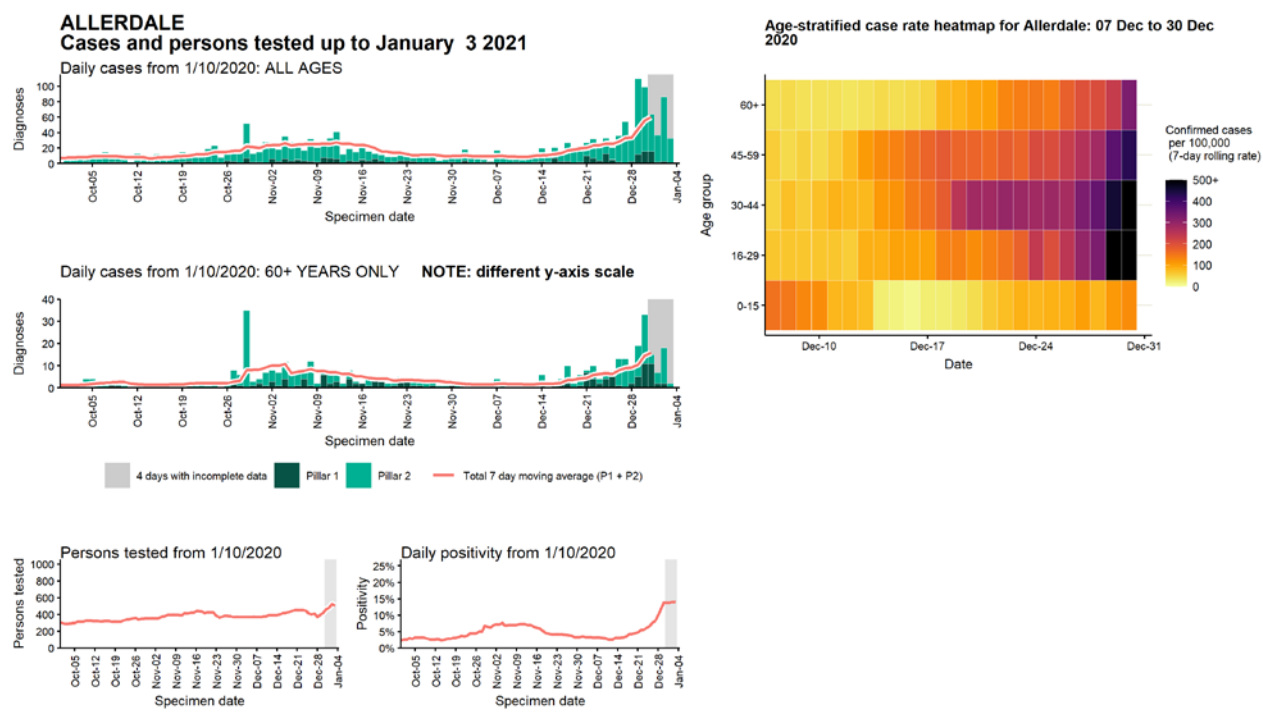 ALLERDALE
Cases and persons tested up to January 3 2021
Daily cases from 1/10/2020: ALL AGES
Diagnoses
100
80
60
40
20
0
Oct-05
Oct-12
Oct-19
Oct-26
Nov-02
Nov-09
Nov-16
Nov-23
Nov-30
Dec-07
Dec-14
Dec-21
Dec-28
Jan-04
Specimen date
Daily cases from 1/10/2020: 60+ YEARS ONLY NOTE: different y-axis scale
Diagnoses
40
30
20
10
0
Oct-05
Oct-12
Oct-19
Oct-26
Nov-02
Nov-09
Nov-16
Nov-23
Nov-30
Dec-07
Dec-14
Dec-21
Dec-28
Jan-04
Specimen date
4 days with incomplete data
Pillar 1
Pillar 2
Total 7 day moving average (P1 + P2)
Persons tested from 1/10/2020
Persons tested
1000
800
600
400
200
0
Oct-05
Oct-12
Oct-19
Oct-26
Nov-02
Nov-09
Nov-16
Nov-23
Nov-30
Dec-07
Dec-14
Dec-21
Dec-28
Jan-04
Specimen date
Daily positivity from 1/10/2020
Positivity
25%
20%
15%
10%
5%
0%
Oct-05
Oct-12
Oct-19
Oct-26
Nov-02
Nov-09
Nov-16
Nov-23
Nov-30
Dec-07
Dec-14
Dec-21
Dec-28
Jan-04
Specimen date
Age-stratified case rate heatmap for Allerdale: 07 Dec to 30 Dec
2020
Age group
60+
45-59
30-44
16-29
0-15
Dec-10
Dec-17
Dec-24
Dec-31
Date
Confirmed cases
per 100,000
(7-day rolling rate)
500+
400
300
200
100
0